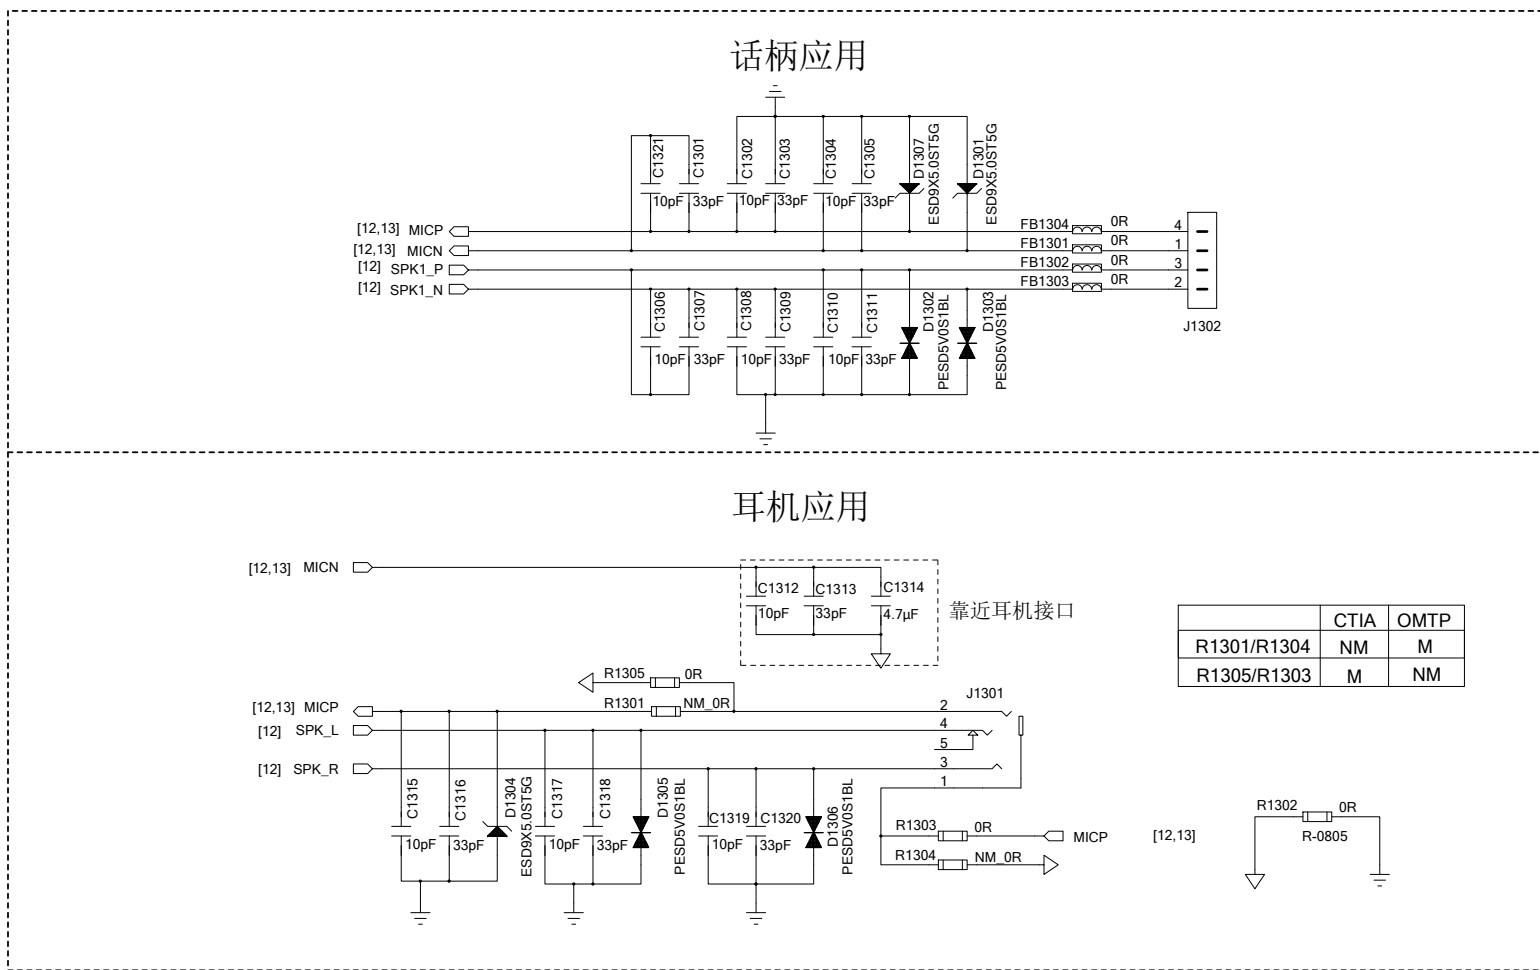 话柄应用
C1321
C1301
C1302
C1303
C1304
C1305
D1307
ESD9X5.0ST5G
D1301
ESD9X5.0ST5G
10pF 33pF 10pF 33pF 10pF 33pF
[12,13] MICP FB1304 0R 4
[12,13] MICN FB1301 0R 1
[12] SPK1_P FB1302 0R 3
[12] SPK1_N FB1303 0R 2
J1302
C1306
C1307
C1308
C1309
C1310
C1311
D1302
PESD5V0S1BL
D1303
PESD5V0S1BL
10pF 33pF 10pF 33pF 10pF 33pF
耳机应用
[12,13] MICN
C1312 C1313 C1314
10pF 33pF 4.7μF
靠近耳机接口
CTIA OMTP
R1301/R1304 NM M
R1305/R1303 M NM
R1305 0R
[12,13] MICP R1301 NM_0R 2 J1301
[12] SPK_L 4
5
[12] SPK_R 3
1
C1315
C1316
D1304
ESD9X5.0ST5G
C1317
C1318
D1305
PESD5V0S1BL
C1319 C1320
D1306
PESD5V0S1BL
10pF 33pF 10pF 33pF 10pF 33pF
R1303 0R MICP [12,13]
R1304 NM_0R
R1302 0R
R-0805